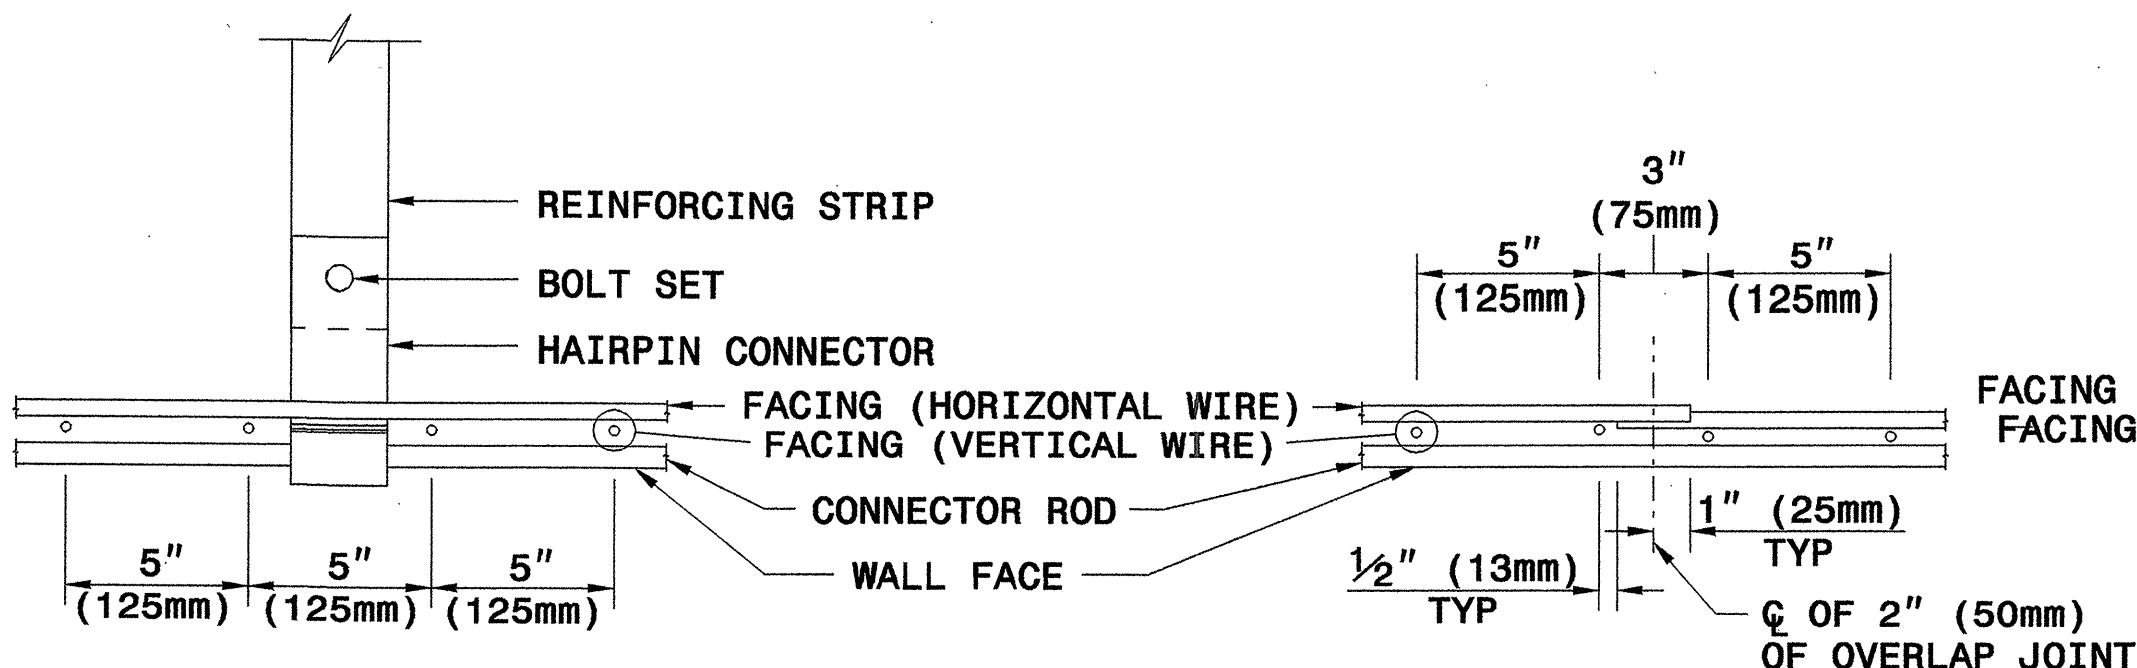 REINFORCING STRIP
BOLT SET
HAIRPIN CONNECTOR
FACING (HORIZONTAL WIRE)
FACING (VERTICAL WIRE)
CONNECTOR ROD
WALL FACE
5"
(125mm)
5"
(125mm)
5"
(125mm)
3"
(75mm)
5"
(125mm)
5"
(125mm)
FACING
FACING
1" (25mm)
TYP
½" (13mm)
TYP
℄ OF 2" (50mm)
OF OVERLAP JOINT